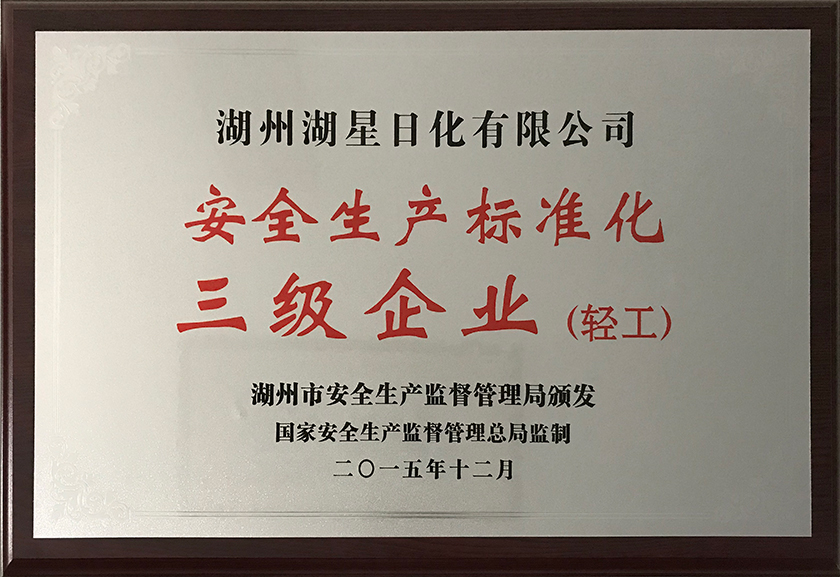 湖州湖星日化有限公司
安全生产标准化
三级企业（轻工）
湖州市安全生产监督管理局颁发
国家安全生产监督管理总局监制
二〇一五年十二月